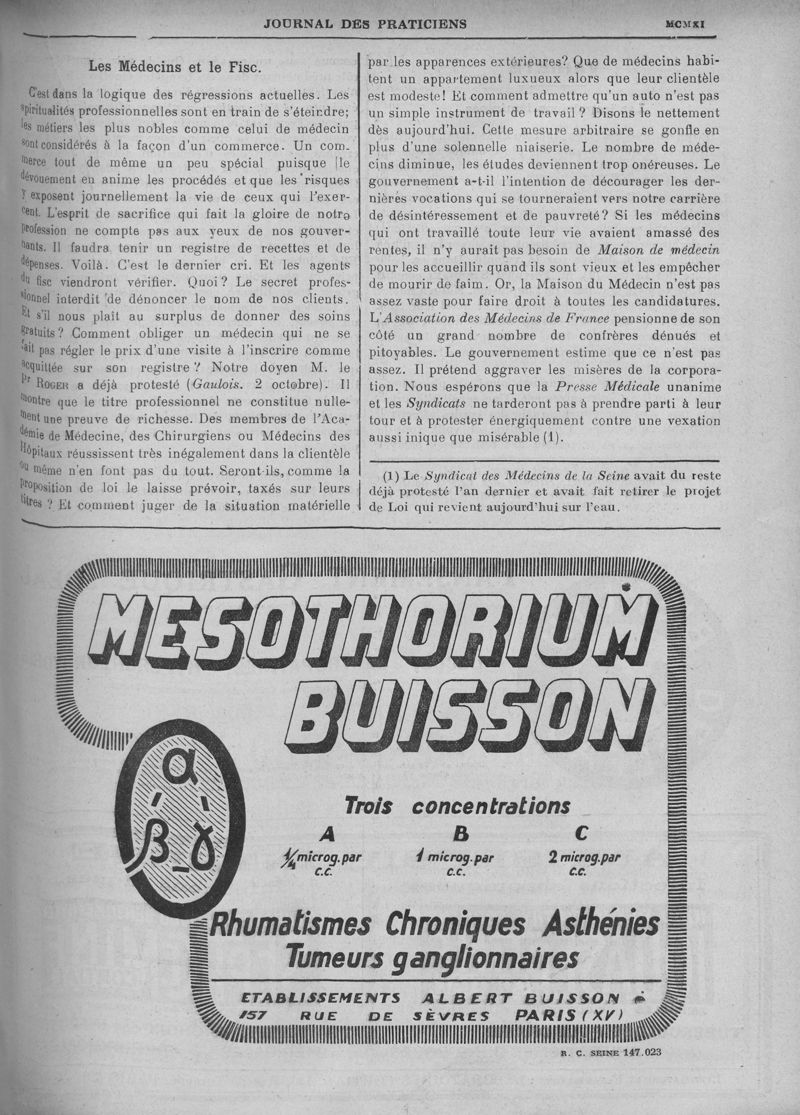 JOURNAL DES PRATICIENS
MCMXI
Les Médecins et le Fisc.
C'est dans la logique des régressions actuelles. Les
spiritualités professionnelles sont en train de s'éteindre;
les métiers les plus nobles comme celui de médecin
sont considérés à la façon d'un commerce. Un com-
merce tout de même un peu spécial puisque le
dévouement en anime les procédés et que les risques
y exposent journellement la vie de ceux qui l'exer-
cent. L'esprit de sacrifice qui fait la gloire de notre
profession ne compte pas aux yeux de nos gouver-
nants. Il faudra tenir un registre de recettes et de
dépenses. Voilà. C'est le dernier cri. Et les agents
du fisc viendront vérifier. Quoi? Le secret profes-
sionnel interdit de dénoncer le nom de nos clients.
Et s'il nous plaît au surplus de donner des soins
gratuits? Comment obliger un médecin qui ne se
fait pas régler le prix d'une visite à l'inscrire comme
acquittée sur son registre? Notre doyen M. le
Pr ROGER a déjà protesté (Gaulois. 2 octobre). Il
montre que le titre professionnel ne constitue nulle-
ment une preuve de richesse. Des membres de l'Aca-
démie de Médecine, des Chirurgiens ou Médecins des
Hôpitaux réussissent très inégalement dans la clientèle
ou même n'en font pas du tout. Seront-ils, comme la
proposition de loi le laisse prévoir, taxés sur leurs
titres? Et comment juger de la situation matérielle
par les apparences extérieures? Que de médecins habi-
tent un appartement luxueux alors que leur clientèle
est modeste! Et comment admettre qu'un auto n'est pas
un simple instrument de travail? Disons le nettement
dès aujourd'hui. Cette mesure arbitraire se gonfle en
plus d'une solennelle niaiserie. Le nombre de méde-
cins diminue, les études deviennent trop onéreuses. Le
gouvernement a-t-il l'intention de décourager les der-
nières vocations qui se tourneraient vers notre carrière
de désintéressement et de pauvreté? Si les médecins
qui ont travaillé toute leur vie avaient amassé des
rentes, il n'y aurait pas besoin de Maison de médecin
pour les accueillir quand ils sont vieux et les empêcher
de mourir de faim. Or, la Maison du Médecin n'est pas
assez vaste pour faire droit à toutes les candidatures.
L'Association des Médecins de France pensionne de son
côté un grand nombre de confrères dénués et
pitoyables. Le gouvernement estime que ce n'est pas
assez. Il prétend aggraver les misères de la corpora-
tion. Nous espérons que la Presse Médicale unanime
et les Syndicats ne tarderont pas à prendre parti à leur
tour et à protester énergiquement contre une vexation
aussi inique que misérable (1).
(1) Le Syndicat des Médecins de la Seine avait du reste
déjà protesté l'an dernier et avait fait retirer le projet
de Loi qui revient aujourd'hui sur l'eau.
MESOTHORIUM
BUISSON
α
β_γ
Trois concentrations
A B C
¼ microg. par 1 microg. par 2 microg. par
c.c. c.c. c.c.
Rhumatismes Chroniques Asthénies
Tumeurs ganglionnaires
ETABLISSEMENTS ALBERT BUISSON
157 RUE DE SÈVRES PARIS (XV)
R. C. SEINE 147.023